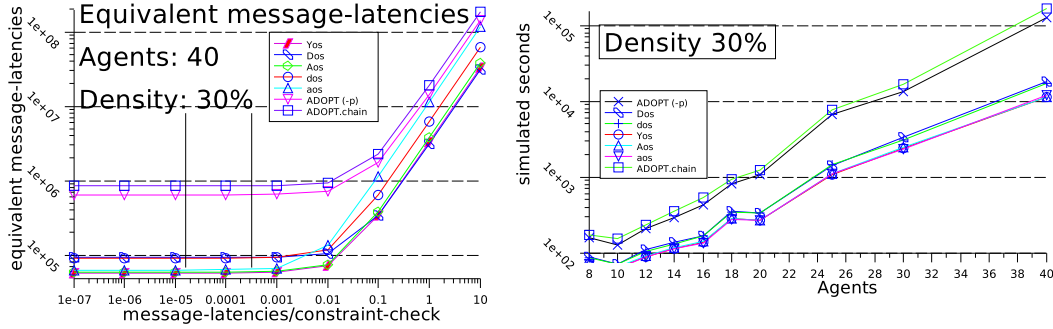 Equivalent message-latencies
Agents: 40
Density: 30%
equivalent message-latencies
1e+08
1e+07
1e+06
1e+05
Yos
Dos
Aos
dos
aos
ADOPT (-p)
ADOPT.chain
1e-07 1e-06 1e-05 0.0001 0.001 0.01 0.1 1 10
message-latencies/constraint-check
Density 30%
simulated seconds
1e+05
1e+04
1e+03
1e+02
ADOPT (-p)
Dos
dos
Yos
Aos
aos
ADOPT.chain
8 10 12 14 16 18 20 22 24 26 28 30 32 34 36 38 40
Agents